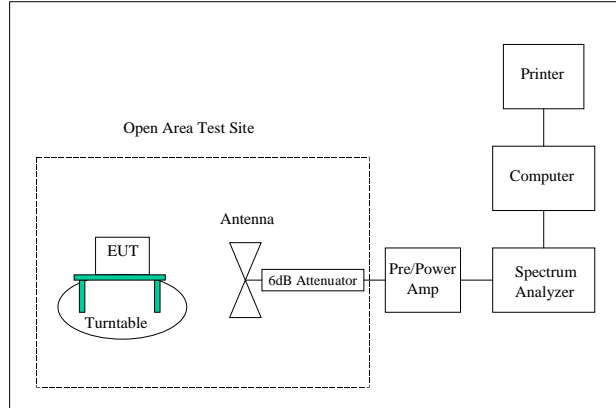 Printer
Open Area Test Site
Computer
Antenna
EUT
6dB Attenuator
Pre/Power
Amp
Spectrum
Analyzer
Turntable